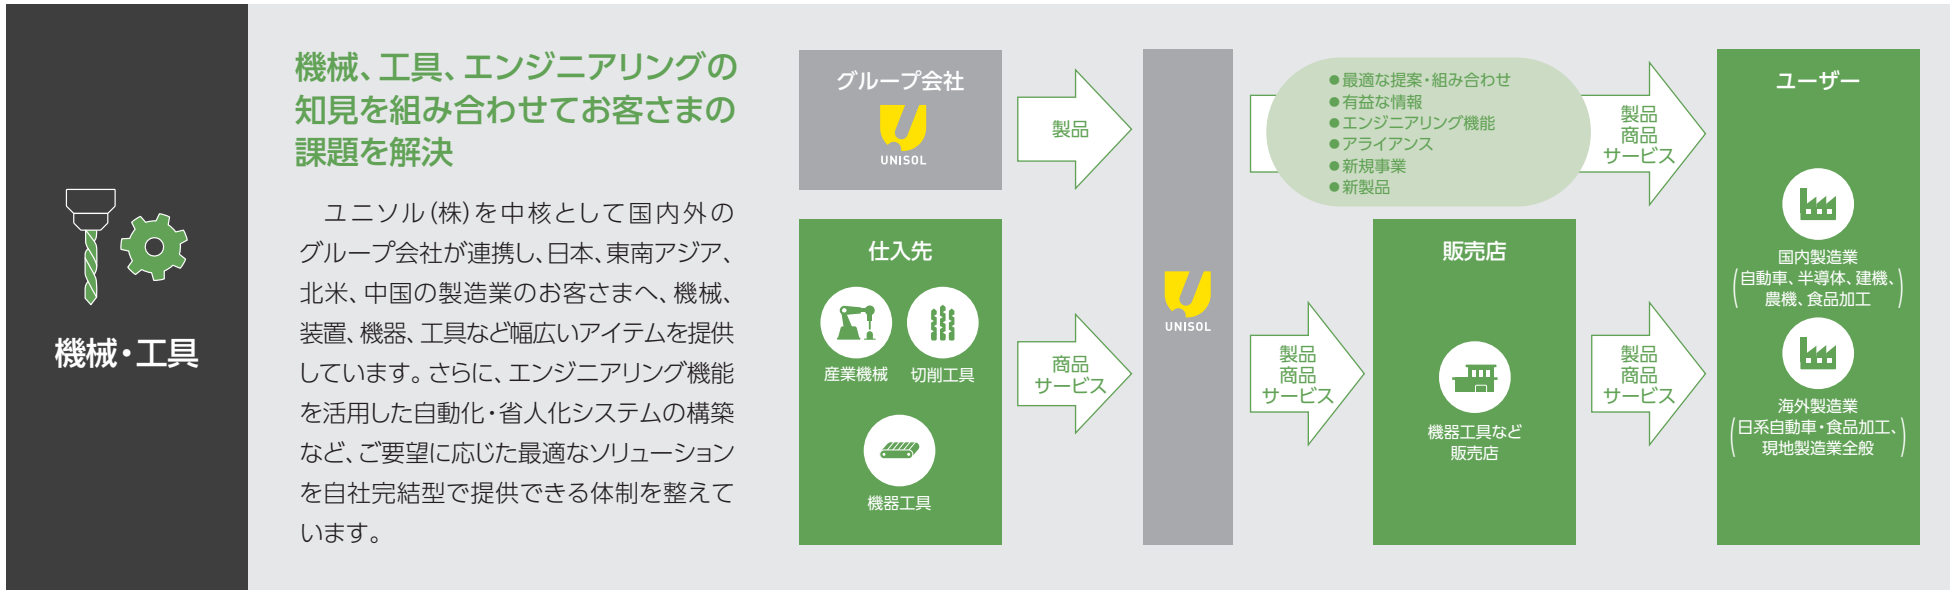 機械・工具
機械、工具、エンジニアリングの
知見を組み合わせてお客さまの
課題を解決
ユニソル(株)を中核として国内外の
グループ会社が連携し、日本、東南アジア、
北米、中国の製造業のお客さまへ、機械、
装置、機器、工具など幅広いアイテムを提供
しています。さらに、エンジニアリング機能
を活用した自動化・省人化システムの構築
など、ご要望に応じた最適なソリューション
を自社完結型で提供できる体制を整えて
います。
グループ会社
UNISOL
製品
仕入先
産業機械
切削工具
機器工具
商品
サービス
UNISOL
●最適な提案・組み合わせ
●有益な情報
●エンジニアリング機能
●アライアンス
●新規事業
●新製品
製品
商品
サービス
製品
商品
サービス
販売店
機器工具など
販売店
製品
商品
サービス
ユーザー
国内製造業
(自動車、半導体、建機、
農機、食品加工)
海外製造業
(日系自動車・食品加工、
現地製造業全般)